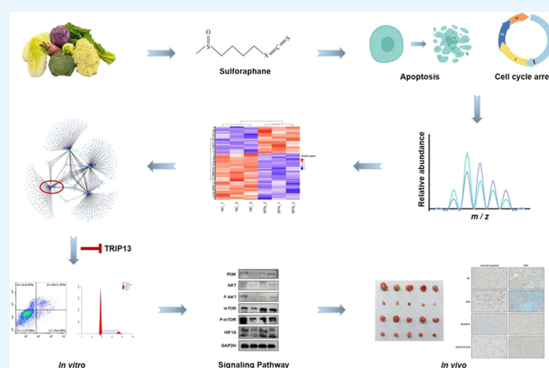 Sulforaphane
Apoptosis
Cell cycle arrest
O
S
N
C
S
Relative abundance
m / z
TRIP13
PI3K
AKT
P-AKT
mTOR
P-mTOR
HIF1A
GAPDH
In vitro
Signaling Pathway
In vivo